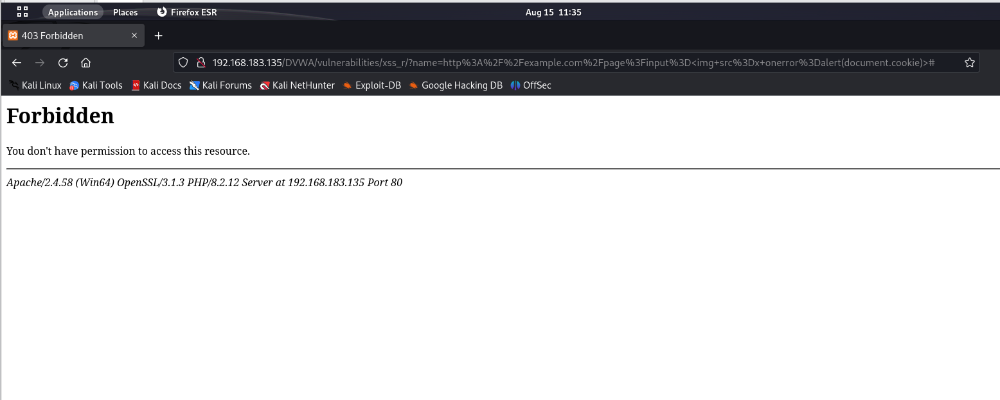 Applications Places Firefox ESR Aug 15 11:35
403 Forbidden
192.168.183.135/DVWA/vulnerabilities/xss_r/?name=http%3A%2F%2Fexample.com%2Fpage%3Finput%3D<img+src%3Dx+onerror%3Dalert(document.cookie)>#
Kali Linux Kali Tools Kali Docs Kali Forums Kali NetHunter Exploit-DB Google Hacking DB OffSec
Forbidden
You don't have permission to access this resource.
Apache/2.4.58 (Win64) OpenSSL/3.1.3 PHP/8.2.12 Server at 192.168.183.135 Port 80